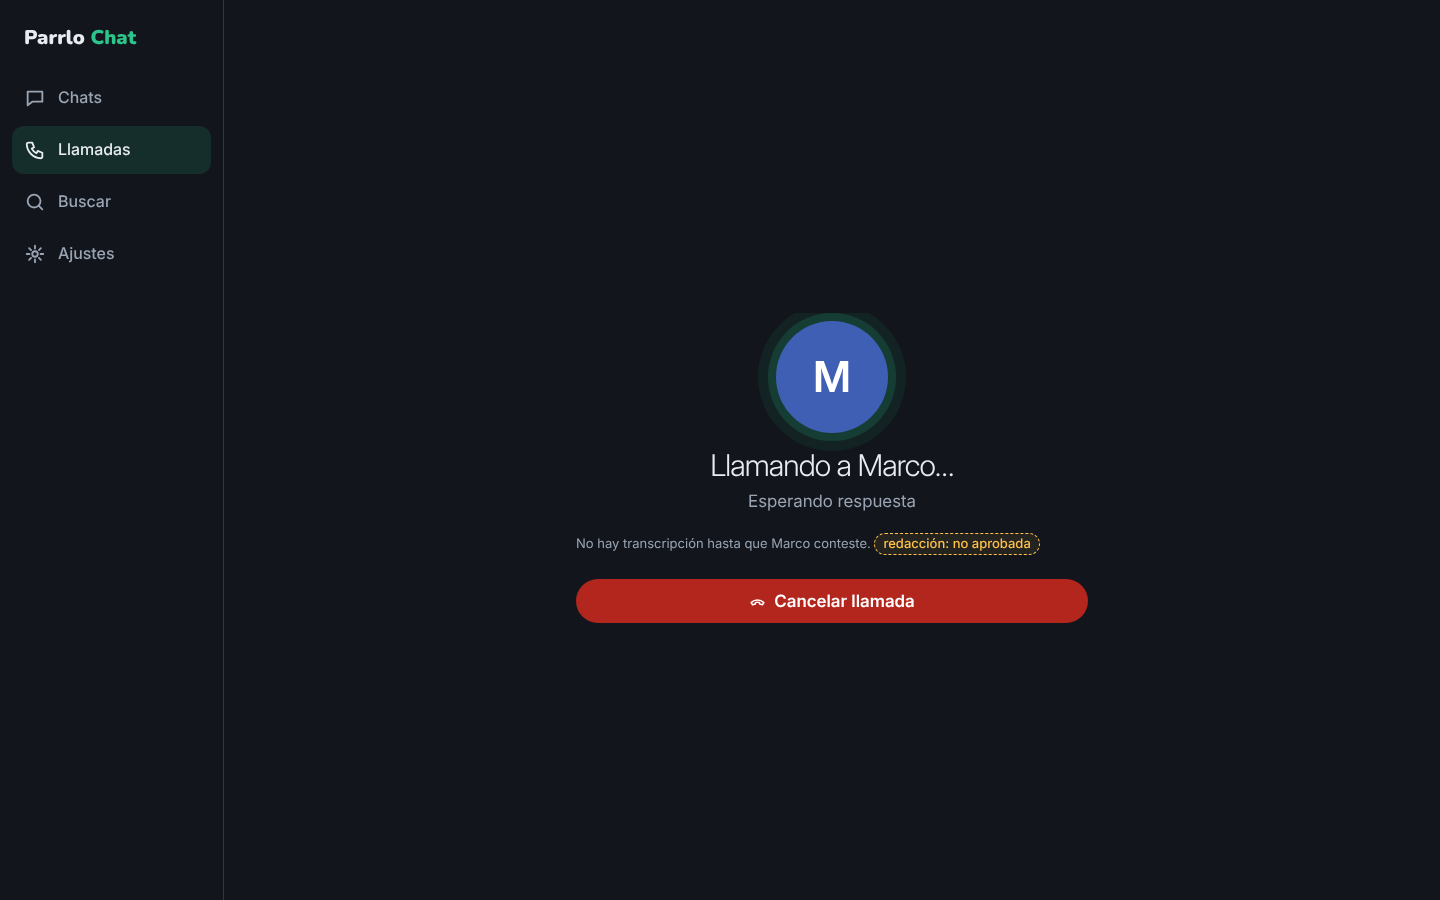 Parrlo Chat
Chats
Llamadas
Buscar
Ajustes
M
Llamando a Marco...
Esperando respuesta
No hay transcripción hasta que Marco conteste. redacción: no aprobada
Cancelar llamada